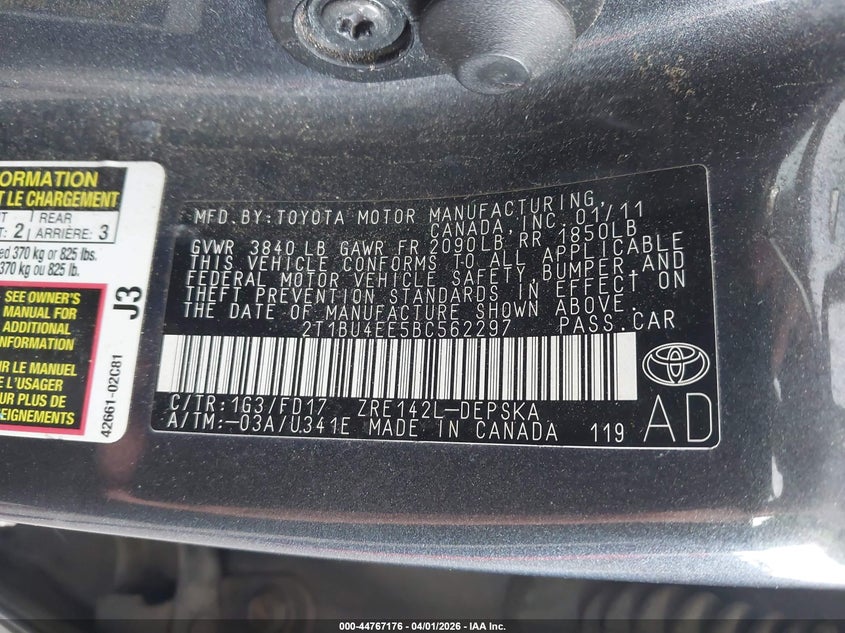 ORMATION
T LE CHARGEMENT
REAR
2 ARRIÈRE: 3
ed 370 kg or 825 lbs.
370 kg ou 825 lb.
SEE OWNER'S
MANUAL FOR
ADDITIONAL
INFORMATION
LE MANUEL
L'USAGER
PLUS DE
SEIGNEMENTS
J3
42661-02C81
MFD.BY:TOYOTA MOTOR MANUFACTURING,
CANADA, INC. 01/11
GVWR 3840 LB GAWR FR 2090LB, RR 1850LB
THIS VEHICLE CONFORMS TO ALL APPLICABLE
FEDERAL MOTOR VEHICLE SAFETY, BUMPER, AND
THEFT PREVENTION STANDARDS IN EFFECT ON
THE DATE OF MANUFACTURE SHOWN ABOVE.
2T1BU4EE5BC562297 PASS.CAR
C/TR:1G3/FD17 ZRE142L-DEPSKA
A/TM:-03A/U341E MADE IN CANADA 119
AD
000-44767176 - 04/01/2026 - IAA Inc.